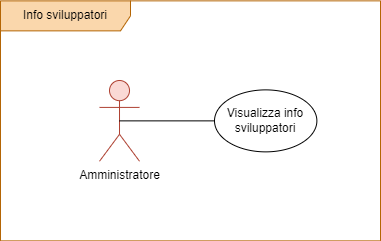 Info sviluppatori
Visualizza info
sviluppatori
Amministratore